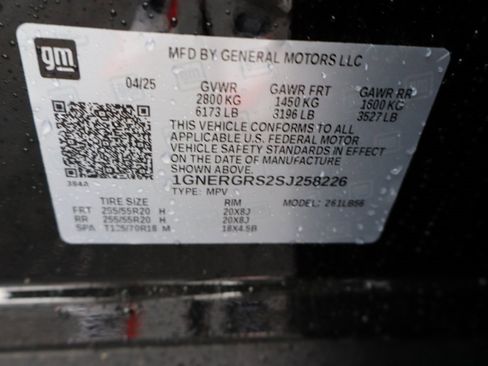 gm
MFD BY GENERAL MOTORS LLC
04/25 GVWR GAWR FRT GAWR RR
2800 KG 1450 KG 1600 KG
6173 LB 3196 LB 3527 LB
THIS VEHICLE CONFORMS TO ALL
APPLICABLE U.S. FEDERAL MOTOR
VEHICLE SAFETY STANDARDS IN EFFECT
ON THE DATE OF MANUFACTURE
SHOWN ABOVE.
1GNERGRS2SJ258226
TYPE: MPV MODEL:
TIRE SIZE RIM
FRT 255/55R20 H 20X8J
RR 255/55R20 H 20X8J
SPA T135/70R18 M 18X4.5B